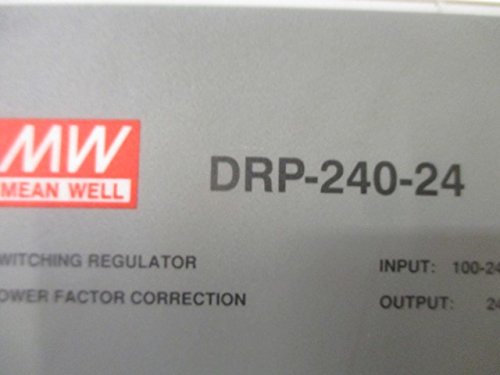 MW
MEAN WELL
DRP-240-24
WITCHING REGULATOR
INPUT: 100-24
OWER FACTOR CORRECTION
OUTPUT: 24